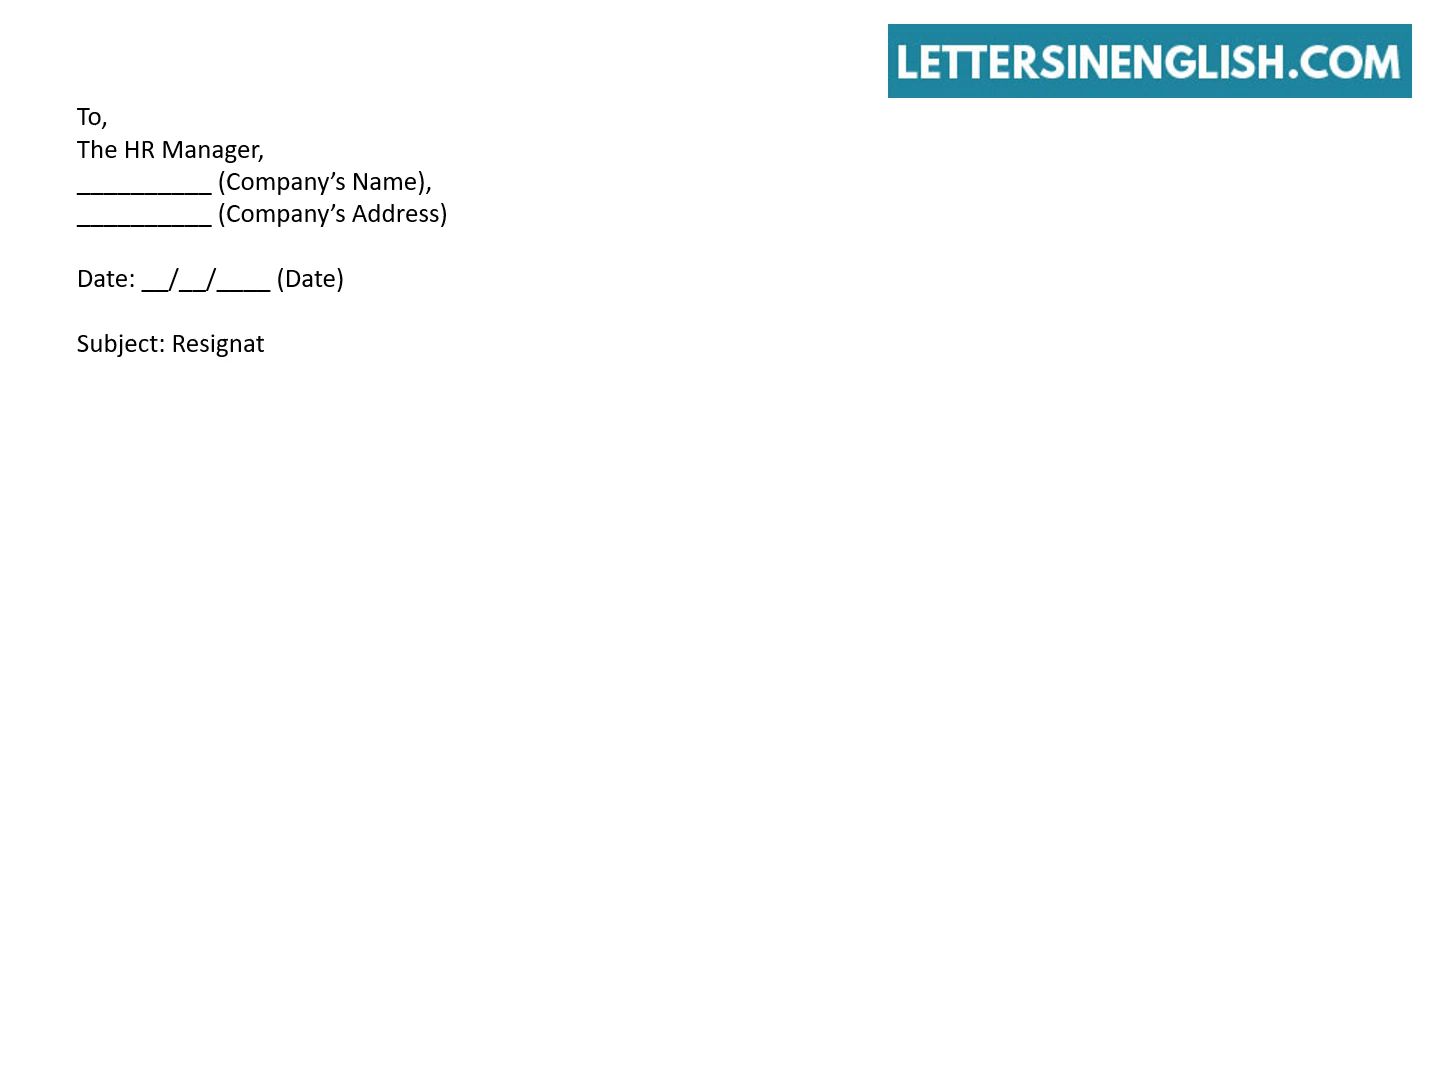 LETTERSINENGLISH.COM
To,
The HR Manager,
__________ (Company’s Name),
__________ (Company’s Address)
Date: __/__/____ (Date)
Subject: Resignat